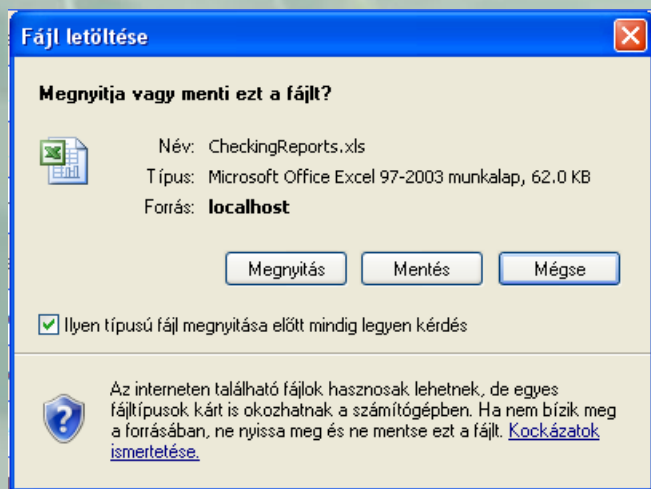 Fájl letöltése
Megnyitja vagy menti ezt a fájlt?
Név: CheckingReports.xls
Típus: Microsoft Office Excel 97-2003 munkalap, 62.0 KB
Forrás: localhost
Megnyitás Mentés Mégse
Ilyen típusú fájl megnyitása előtt mindig legyen kérdés
Az interneten található fájlok hasznosak lehetnek, de egyes
fájltípusok kárt is okozhatnak a számítógépben. Ha nem bízik meg
a forrásában, ne nyissa meg és ne mentse ezt a fájlt. Kockázatok
ismertetése.